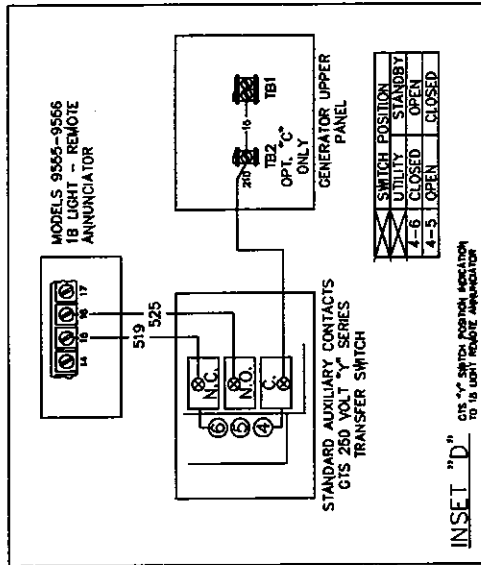 MODELS 9555-9566
18 LIGHT - REMOTE
ANNUNCIATOR
14 15 16 17
519
525
N.C.
N.O.
C.
6 5 4
STANDARD AUXILIARY CONTACTS
GTS 250 VOLT "Y" SERIES
TRANSFER SWITCH
210
16
TB2
TB1
OPT. "C"
ONLY
GENERATOR UPPER
PANEL
SWITCH POSITION
UTILITY STANDBY
4-6 CLOSED OPEN
4-5 OPEN CLOSED
INSET "D"
GTS "Y" SWITCH POSITION INDICATION
TO 18 LIGHT REMOTE ANNUNCIATOR